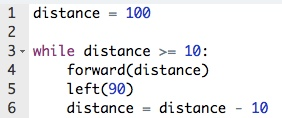 1 distance = 100
2
3 while distance >= 10:
4     forward(distance)
5     left(90)
6     distance = distance - 10